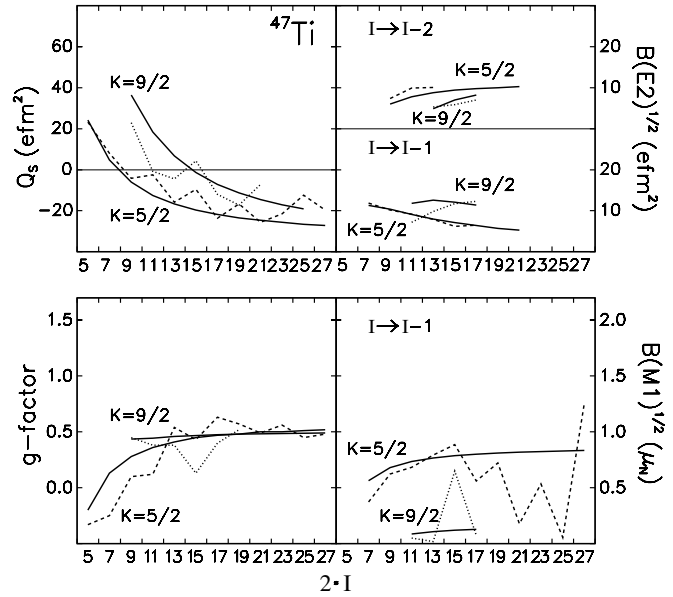 ⁴⁷Ti
60
40
20
0
−20
Qₛ (efm²)
K=9/2
K=5/2
5 7 9 11 13 15 17 19 21 23 25 27
I→I−2
K=5/2
K=9/2
20
10
I→I−1
K=9/2
K=5/2
20
10
B(E2)^1/2 (efm²)
5 7 9 11 13 15 17 19 21 23 25 27
1.5
1.0
0.5
0.0
g−factor
K=9/2
K=5/2
5 7 9 11 13 15 17 19 21 23 25 27
I→I−1
K=5/2
K=9/2
2.0
1.5
1.0
0.5
B(M1)^1/2 (μ_N)
5 7 9 11 13 15 17 19 21 23 25 27
2·I